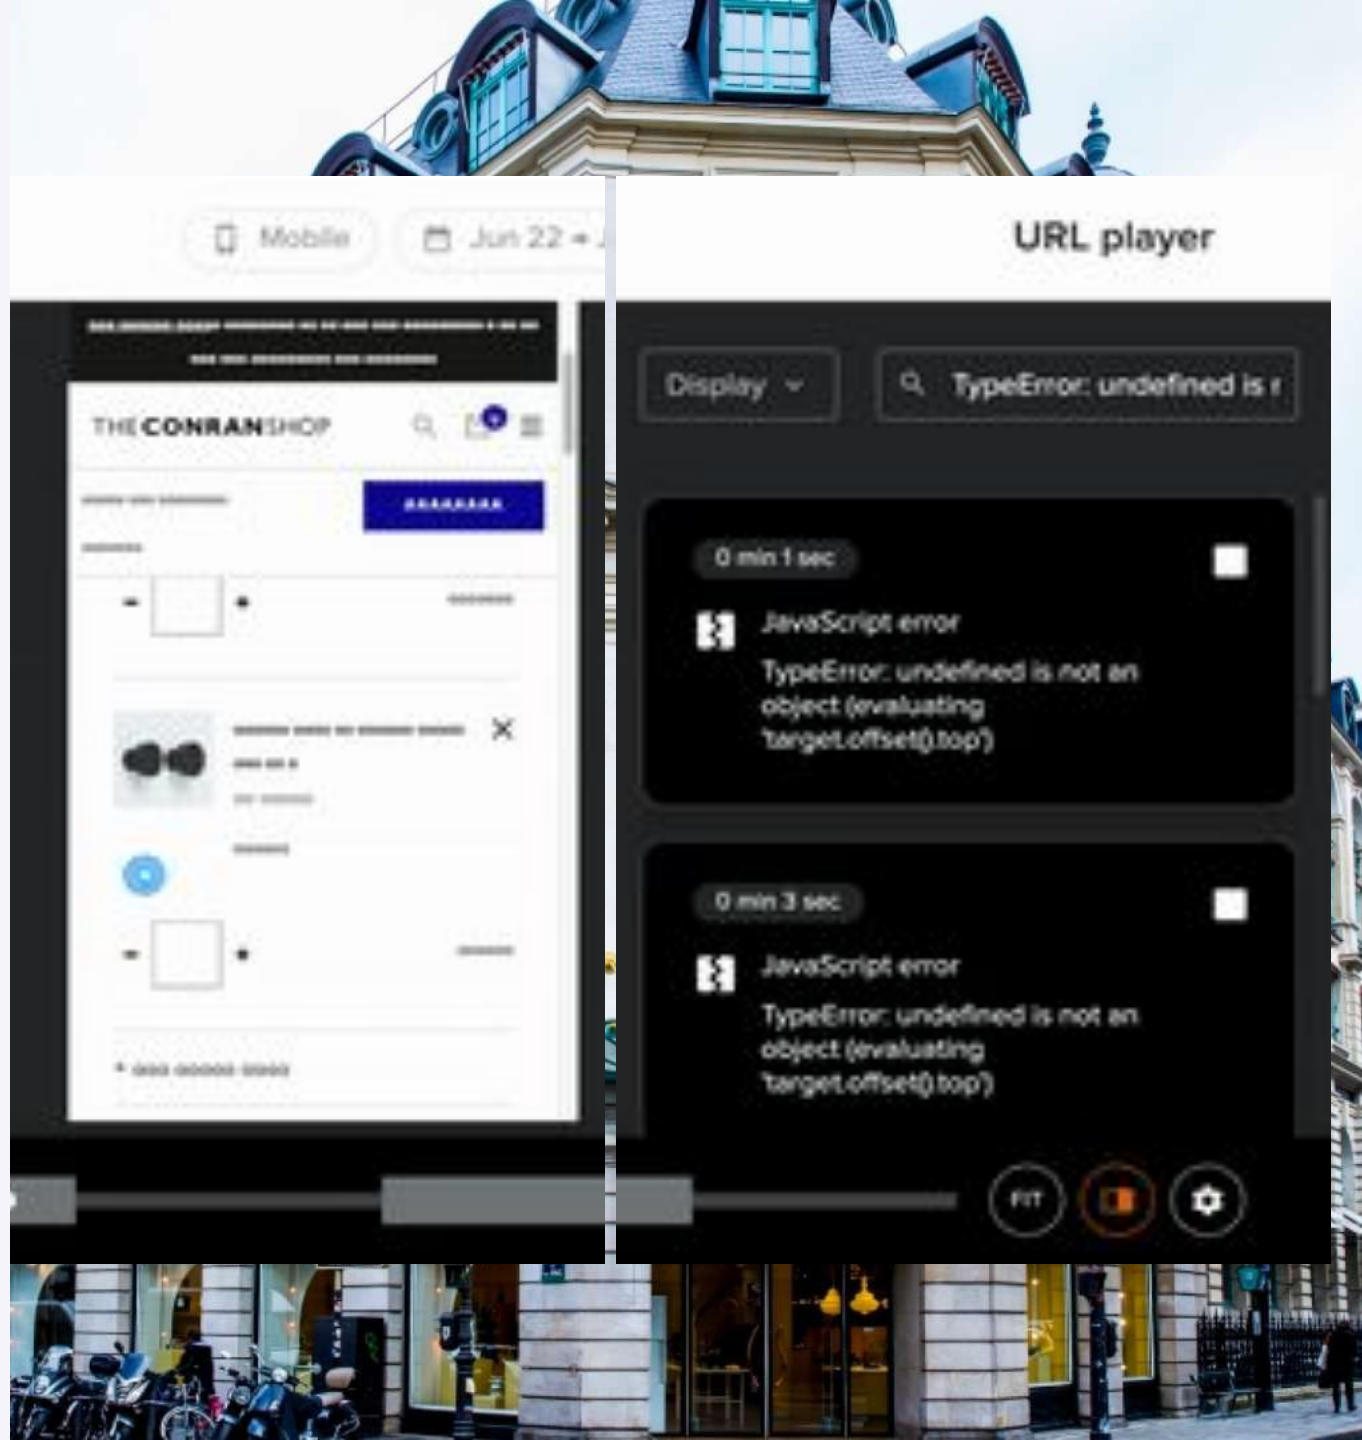 Mobile
Jun 22
URL player
THE CONRAN SHOP
Display
TypeError: undefined is
0 min 1 sec
JavaScript error
TypeError: undefined is not an
object (evaluating
'target.offset().top')
0 min 3 sec
JavaScript error
TypeError: undefined is not an
object (evaluating
'target.offset().top')
FIT